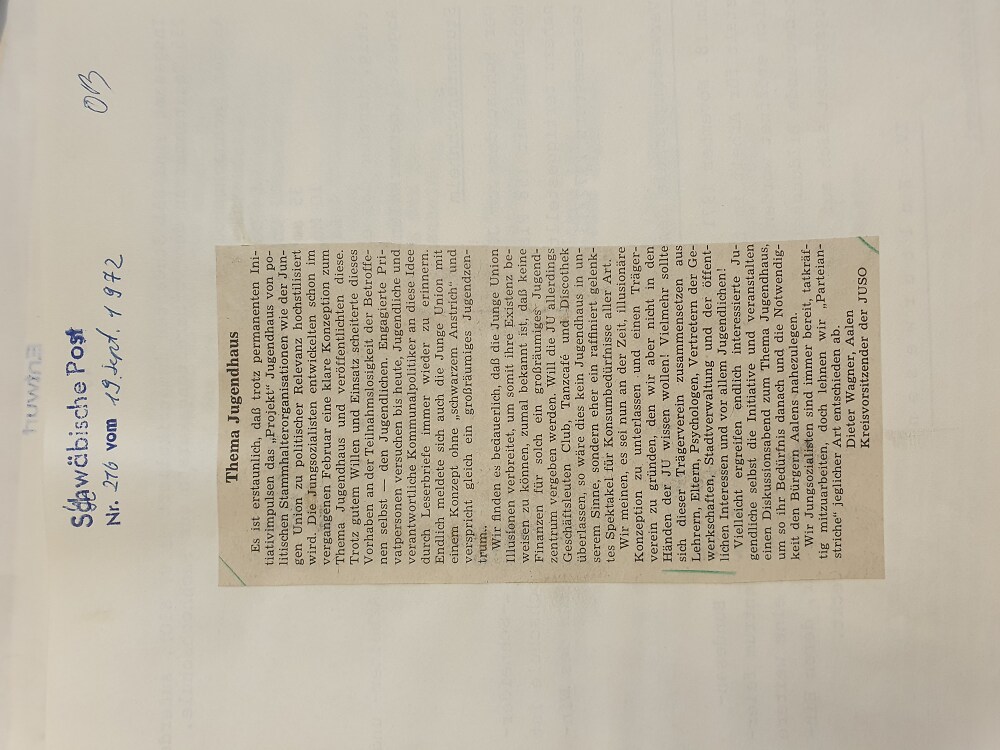 Schwäbische Post
Nr. 216 vom 19. Sept. 1972
OB
Thema Jugendhaus
Es ist erstaunlich, daß trotz permanenten Ini-
tiativimpulsen das „Projekt“ Jugendhaus von po-
litischen Stammhalterorganisationen wie der Jun-
gen Union zu politischer Relevanz hochstilisiert
wird. Die Jungsozialisten entwickelten schon im
vergangenen Februar eine klare Konzeption zum
Thema Jugendhaus und veröffentlichten diese.
Trotz gutem Willen und Einsatz scheiterte dieses
Vorhaben an der Teilnahmslosigkeit der Betroffe-
nen selbst — den Jugendlichen. Engagierte Pri-
vatpersonen versuchen bis heute, Jugendliche und
verantwortliche Kommunalpolitiker an diese Idee
durch Leserbriefe immer wieder zu erinnern.
Endlich meldete sich auch die Junge Union mit
einem Konzept ohne „schwarzem Anstrich“ und
verspricht gleich ein großräumiges Jugendzen-
trum...
Wir finden es bedauerlich, daß die Junge Union
Illusionen verbreitet, um somit ihre Existenz be-
weisen zu können, zumal bekannt ist, daß keine
Finanzen für solch ein großräumiges Jugend-
zentrum vergeben werden. Will die JU allerdings
Geschäftsleuten Club, Tanzcafé und Discothek
überlassen, so wäre dies kein Jugendhaus in un-
serem Sinne, sondern eher ein raffiniert gelenk-
tes Spektakel für Konsumbedürfnisse aller Art.
Wir meinen, es sei nun an der Zeit, illusionäre
Konzeption zu unterlassen und einen Träger-
verein zu gründen, den wir aber nicht in den
Händen der JU wissen wollen! Vielmehr sollte
sich dieser Trägerverein zusammensetzen aus
Lehrern, Eltern, Psychologen, Vertretern der Ge-
werkschaften, Stadtverwaltung und der öffent-
lichen Interessen und vor allem Jugendlichen!
Vielleicht ergreifen endlich interessierte Ju-
gendliche selbst die Initiative und veranstalten
einen Diskussionsabend zum Thema Jugendhaus,
um so ihr Bedürfnis danach und die Notwendig-
keit den Bürgern Aalens nahezulegen.
Wir Jungsozialisten sind immer bereit, tatkräf-
tig mitzuarbeiten, doch lehnen wir „Parteian-
striche“ jeglicher Art entschieden ab.
Dieter Wagner, Aalen
Kreisvorsitzender der JUSO